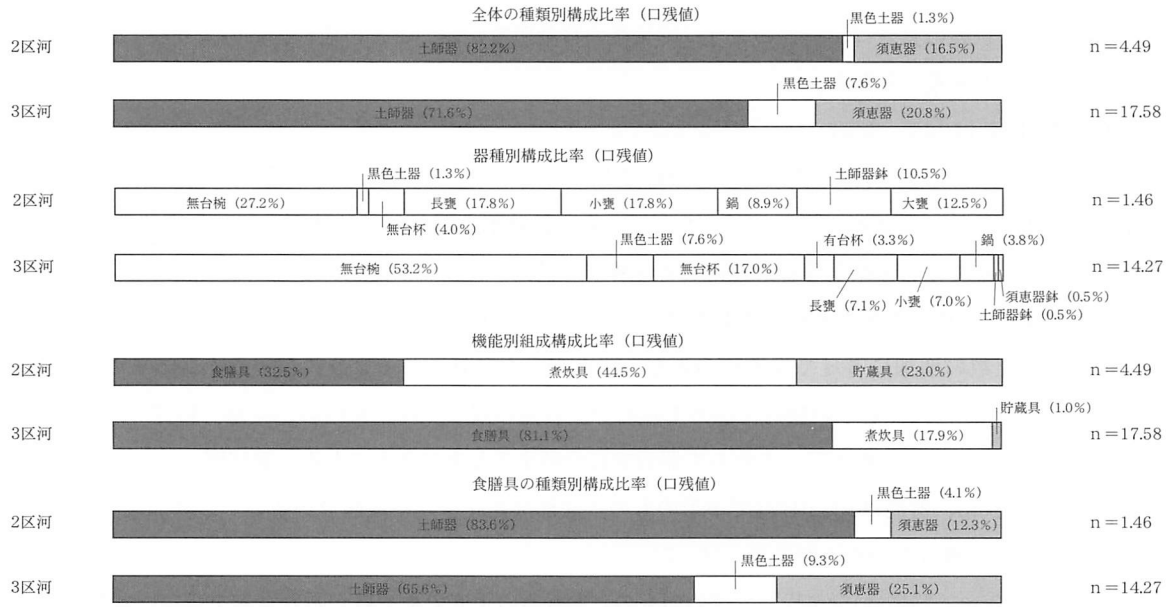 全体の種類別構成比率（口残値）
黒色土器（1.3%）
2区河 土師器（82.2%） 須恵器（16.5%） n＝4.49
黒色土器（7.6%）
3区河 土師器（71.6%） 須恵器（20.8%） n＝17.58
器種別構成比率（口残値）
黒色土器（1.3%） 土師器鉢（10.5%）
2区河 無台椀（27.2%） 長甕（17.8%） 小甕（17.8%） 鍋（8.9%） 大甕（12.5%） n＝1.46
無台杯（4.0%）
黒色土器（7.6%） 有台杯（3.3%） 鍋（3.8%）
3区河 無台椀（53.2%） 無台杯（17.0%） n＝14.27
長甕（7.1%） 小甕（7.0%） 須恵器鉢（0.5%）
土師器鉢（0.5%）
機能別組成構成比率（口残値）
2区河 食膳具（32.5%） 煮炊具（44.5%） 貯蔵具（23.0%） n＝4.49
貯蔵具（1.0%）
3区河 食膳具（81.1%） 煮炊具（17.9%） n＝17.58
食膳具の種類別構成比率（口残値）
黒色土器（4.1%）
2区河 土師器（83.6%） 須恵器（12.3%） n＝1.46
黒色土器（9.3%）
3区河 土師器（65.6%） 須恵器（25.1%） n＝14.27